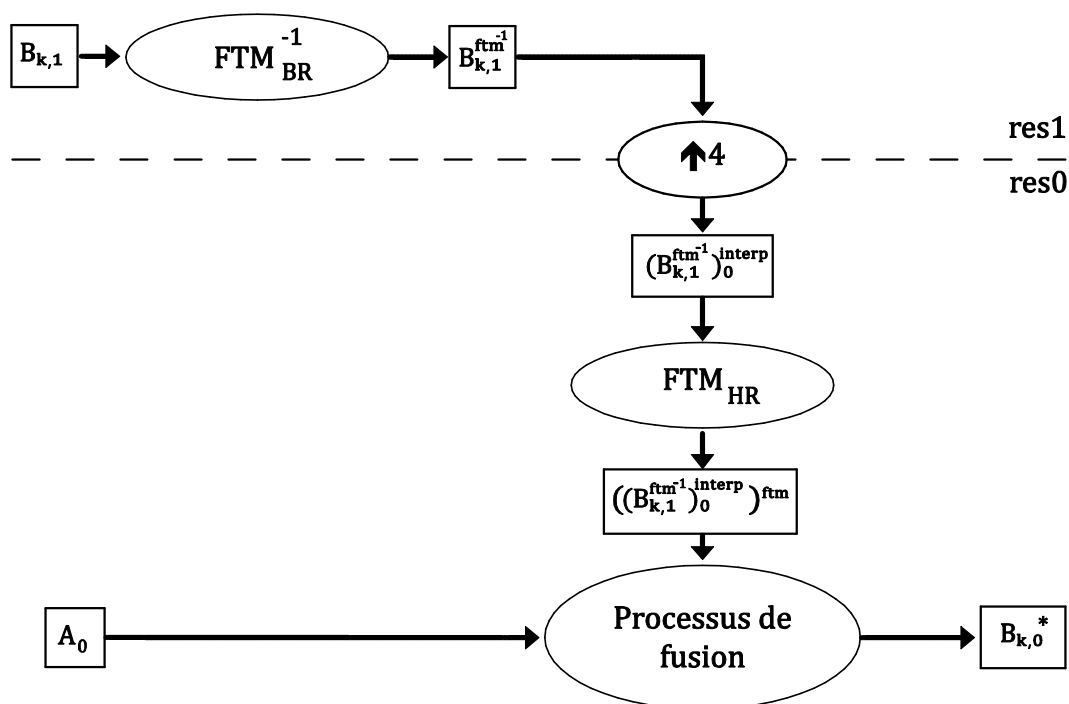 B_{k,1}
FTM_{BR}^{-1}
B_{k,1}^{ftm^{-1}}
res1
↑4
res0
(B_{k,1}^{ftm^{-1}})_0^{interp}
FTM_{HR}
((B_{k,1}^{ftm^{-1}})_0^{interp})^{ftm}
A_0
Processus de
fusion
B_{k,0}^*